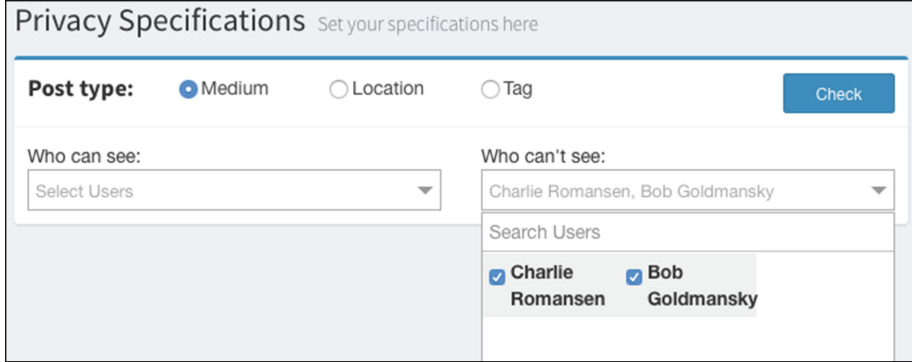 Privacy Specifications Set your specifications here
Post type: Medium Location Tag Check
Who can see: Who can't see:
Select Users Charlie Romansen, Bob Goldmansky
Search Users
Charlie Bob
Romansen Goldmansky